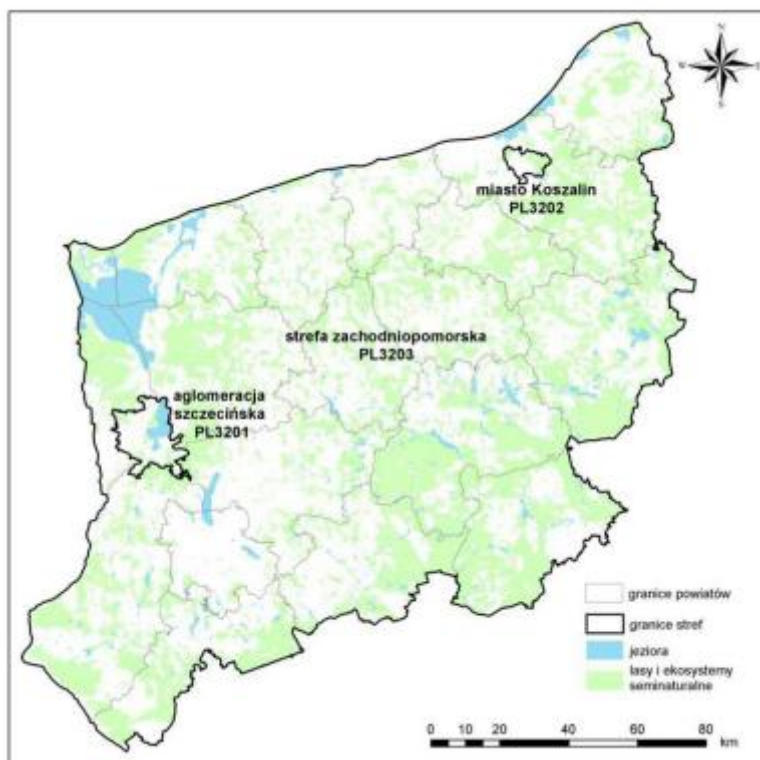 N
W
E
S
miasto Koszalin
PL3202
strefa zachodniopomorska
PL3203
aglomeracja
szczecińska
PL3201
granice powiatów
granice stref
jeziora
lasy i ekosystemy
seminaturalne
0 10 20 40 60 80
km